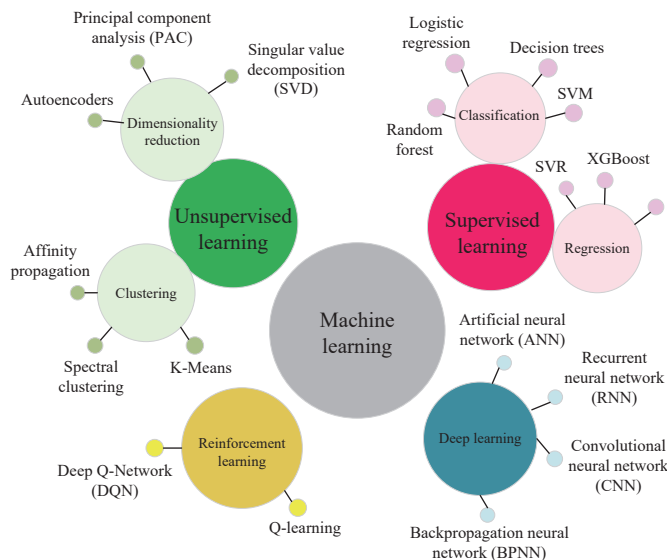 Principal component
analysis (PAC)
Singular value
decomposition
(SVD)
Autoencoders
Dimensionality
reduction
Logistic
regression
Decision trees
SVM
Classification
Random
forest
SVR
XGBoost
Unsupervised
learning
Supervised
learning
Regression
Affinity
propagation
Clustering
Spectral
clustering
K-Means
Machine
learning
Artificial neural
network (ANN)
Recurrent
neural network
(RNN)
Deep learning
Convolutional
neural network
(CNN)
Backpropagation neural
network (BPNN)
Reinforcement
learning
Deep Q-Network
(DQN)
Q-learning